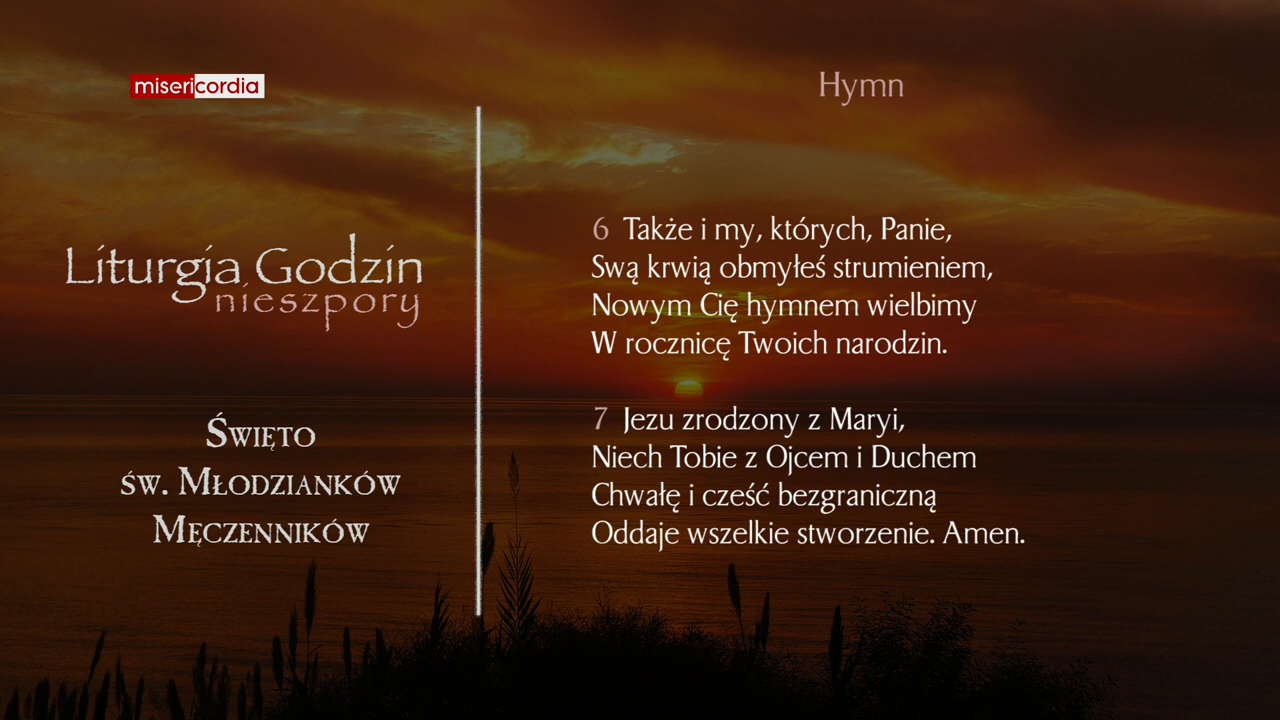 misericordia
Liturgia Godzin
nieszpory
Święto
św. Młodzianków
Męczenników
Hymn
6 Także i my, których, Panie,
Swą krwią obmyłeś strumieniem,
Nowym Cię hymnem wielbimy
W rocznicę Twoich narodzin.
7 Jezu zrodzony z Maryi,
Niech Tobie z Ojcem i Duchem
Chwałę i cześć bezgraniczną
Oddaje wszelkie stworzenie. Amen.